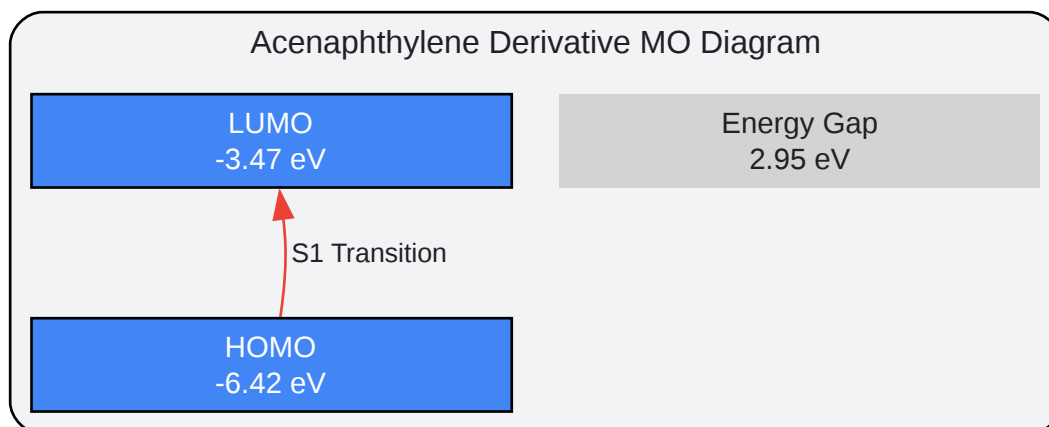 Acenaphthylene Derivative MO Diagram
LUMO
-3.47 eV
Energy Gap
2.95 eV
S1 Transition
HOMO
-6.42 eV